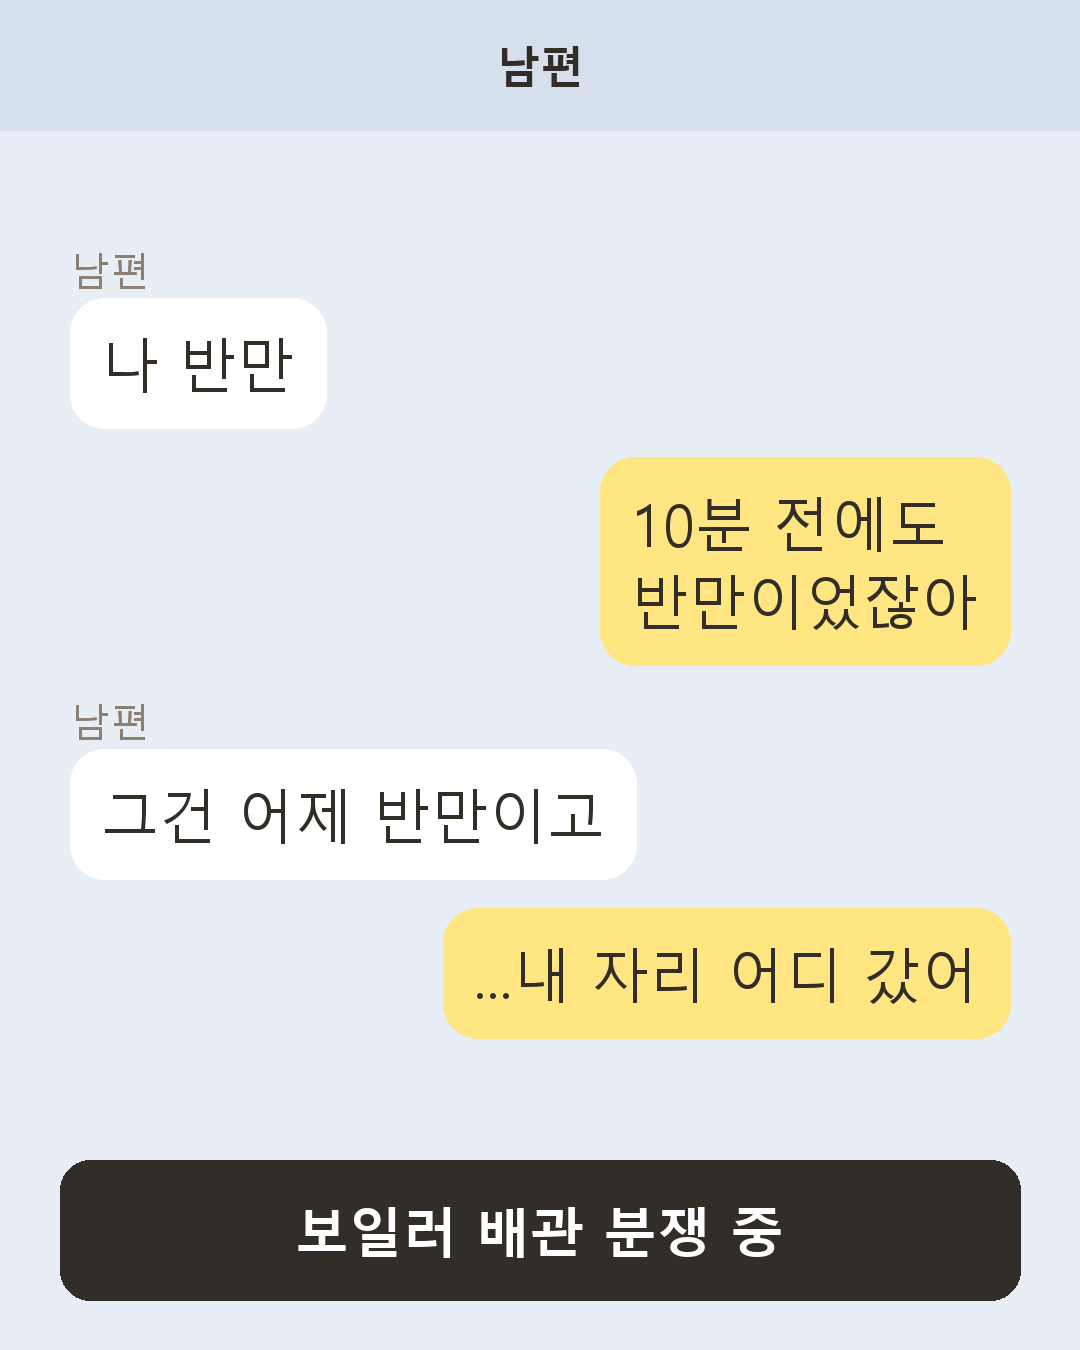 남편
남편
나 반만
10분 전에도
반만이었잖아
남편
그건 어제 반만이고
...내 자리 어디 갔어
보일러 배관 분쟁 중